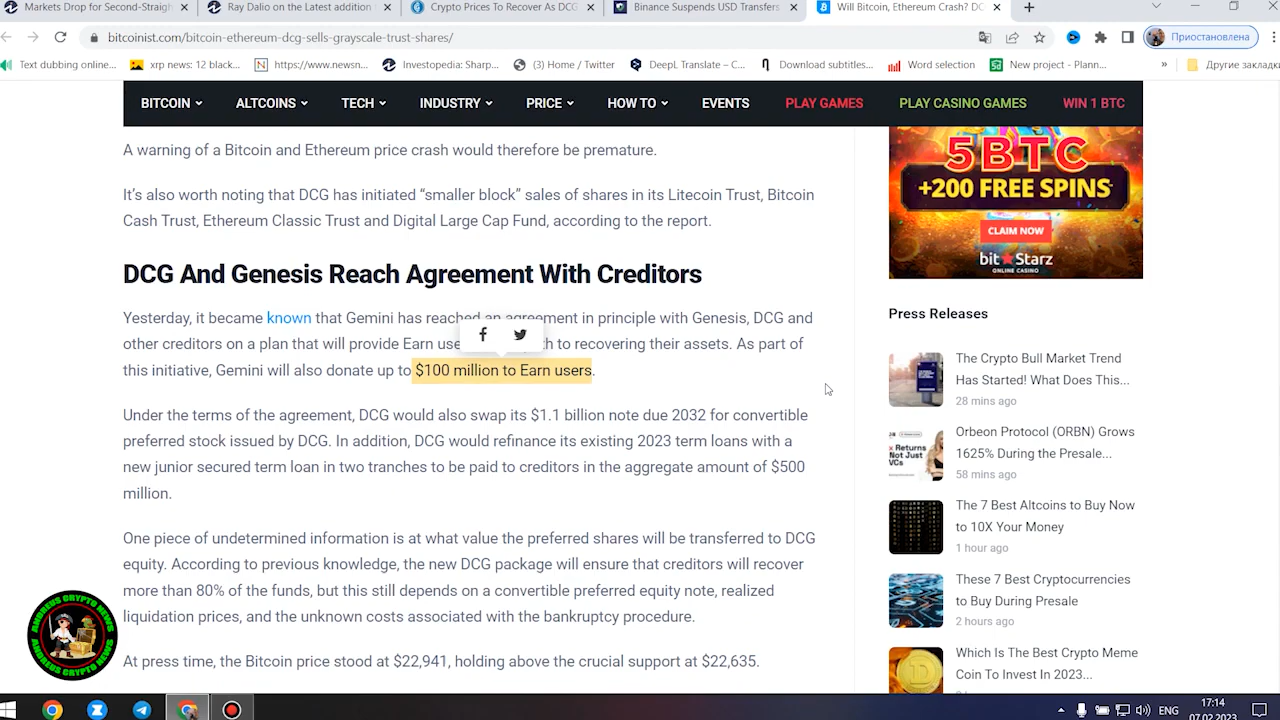 Markets Drop for Second-Straigh
Ray Dalio on the Latest addition
Crypto Prices To Recover As DCG
Binance Suspends USD Transfers
Will Bitcoin, Ethereum Crash? DC
bitcoinist.com/bitcoin-ethereum-dcg-sells-grayscale-trust-shares/
Приостановлена
Text dubbing online...
xrp news: 12 black...
https://www.newsn...
Investopedia: Sharp...
(3) Home / Twitter
DeepL Translate – C...
Download subtitles...
Word selection
New project - Plann...
»
Другие закладки
BITCOIN
ALTCOINS
TECH
INDUSTRY
PRICE
HOW TO
EVENTS
PLAY GAMES
PLAY CASINO GAMES
WIN 1 BTC
A warning of a Bitcoin and Ethereum price crash would therefore be premature.
It's also worth noting that DCG has initiated “smaller block” sales of shares in its Litecoin Trust, Bitcoin
Cash Trust, Ethereum Classic Trust and Digital Large Cap Fund, according to the report.
DCG And Genesis Reach Agreement With Creditors
Yesterday, it became known that Gemini has reached an agreement in principle with Genesis, DCG and
other creditors on a plan that will provide Earn use th to recovering their assets. As part of
this initiative, Gemini will also donate up to $100 million to Earn users.
Under the terms of the agreement, DCG would also swap its $1.1 billion note due 2032 for convertible
preferred stock issued by DCG. In addition, DCG would refinance its existing 2023 term loans with a
new junior secured term loan in two tranches to be paid to creditors in the aggregate amount of $500
million.
One piece of undetermined information is at what value the preferred shares will be transferred to DCG
equity. According to previous knowledge, the new DCG package will ensure that creditors will recover
more than 80% of the funds, but this still depends on a convertible preferred equity note, realized
liquidation prices, and the unknown costs associated with the bankruptcy procedure.
At press time, the Bitcoin price stood at $22,941, holding above the crucial support at $22,635.
5 BTC
+200 FREE SPINS
CLAIM NOW
bitStarz
ONLINE CASINO
Press Releases
The Crypto Bull Market Trend
Has Started! What Does This...
28 mins ago
Returns
Not Just
VCs
Orbeon Protocol (ORBN) Grows
1625% During the Presale...
58 mins ago
The 7 Best Altcoins to Buy Now
to 10X Your Money
1 hour ago
These 7 Best Cryptocurrencies
to Buy During Presale
2 hours ago
Which Is The Best Crypto Meme
Coin To Invest In 2023...
ANDREUS CRYPTO NEWS
ANDREUS CRYPTO NEWS
ENG
17:14
07.02.2023